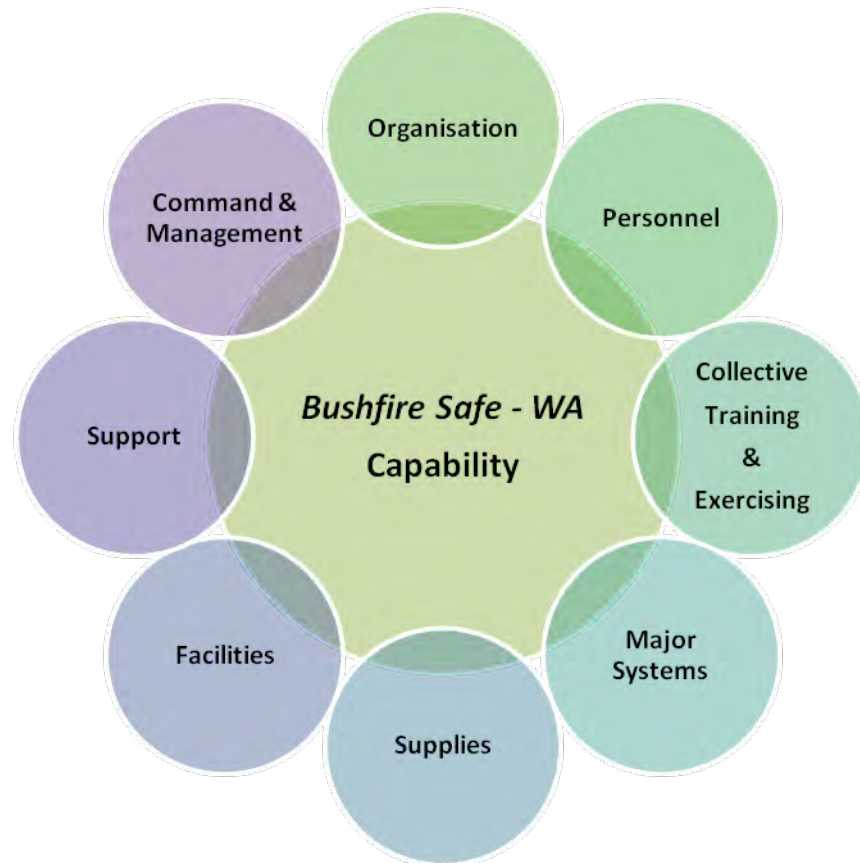 Organisation
Personnel
Collective
Training
&
Exercising
Major
Systems
Supplies
Facilities
Support
Command &
Management
Bushfire Safe - WA
Capability